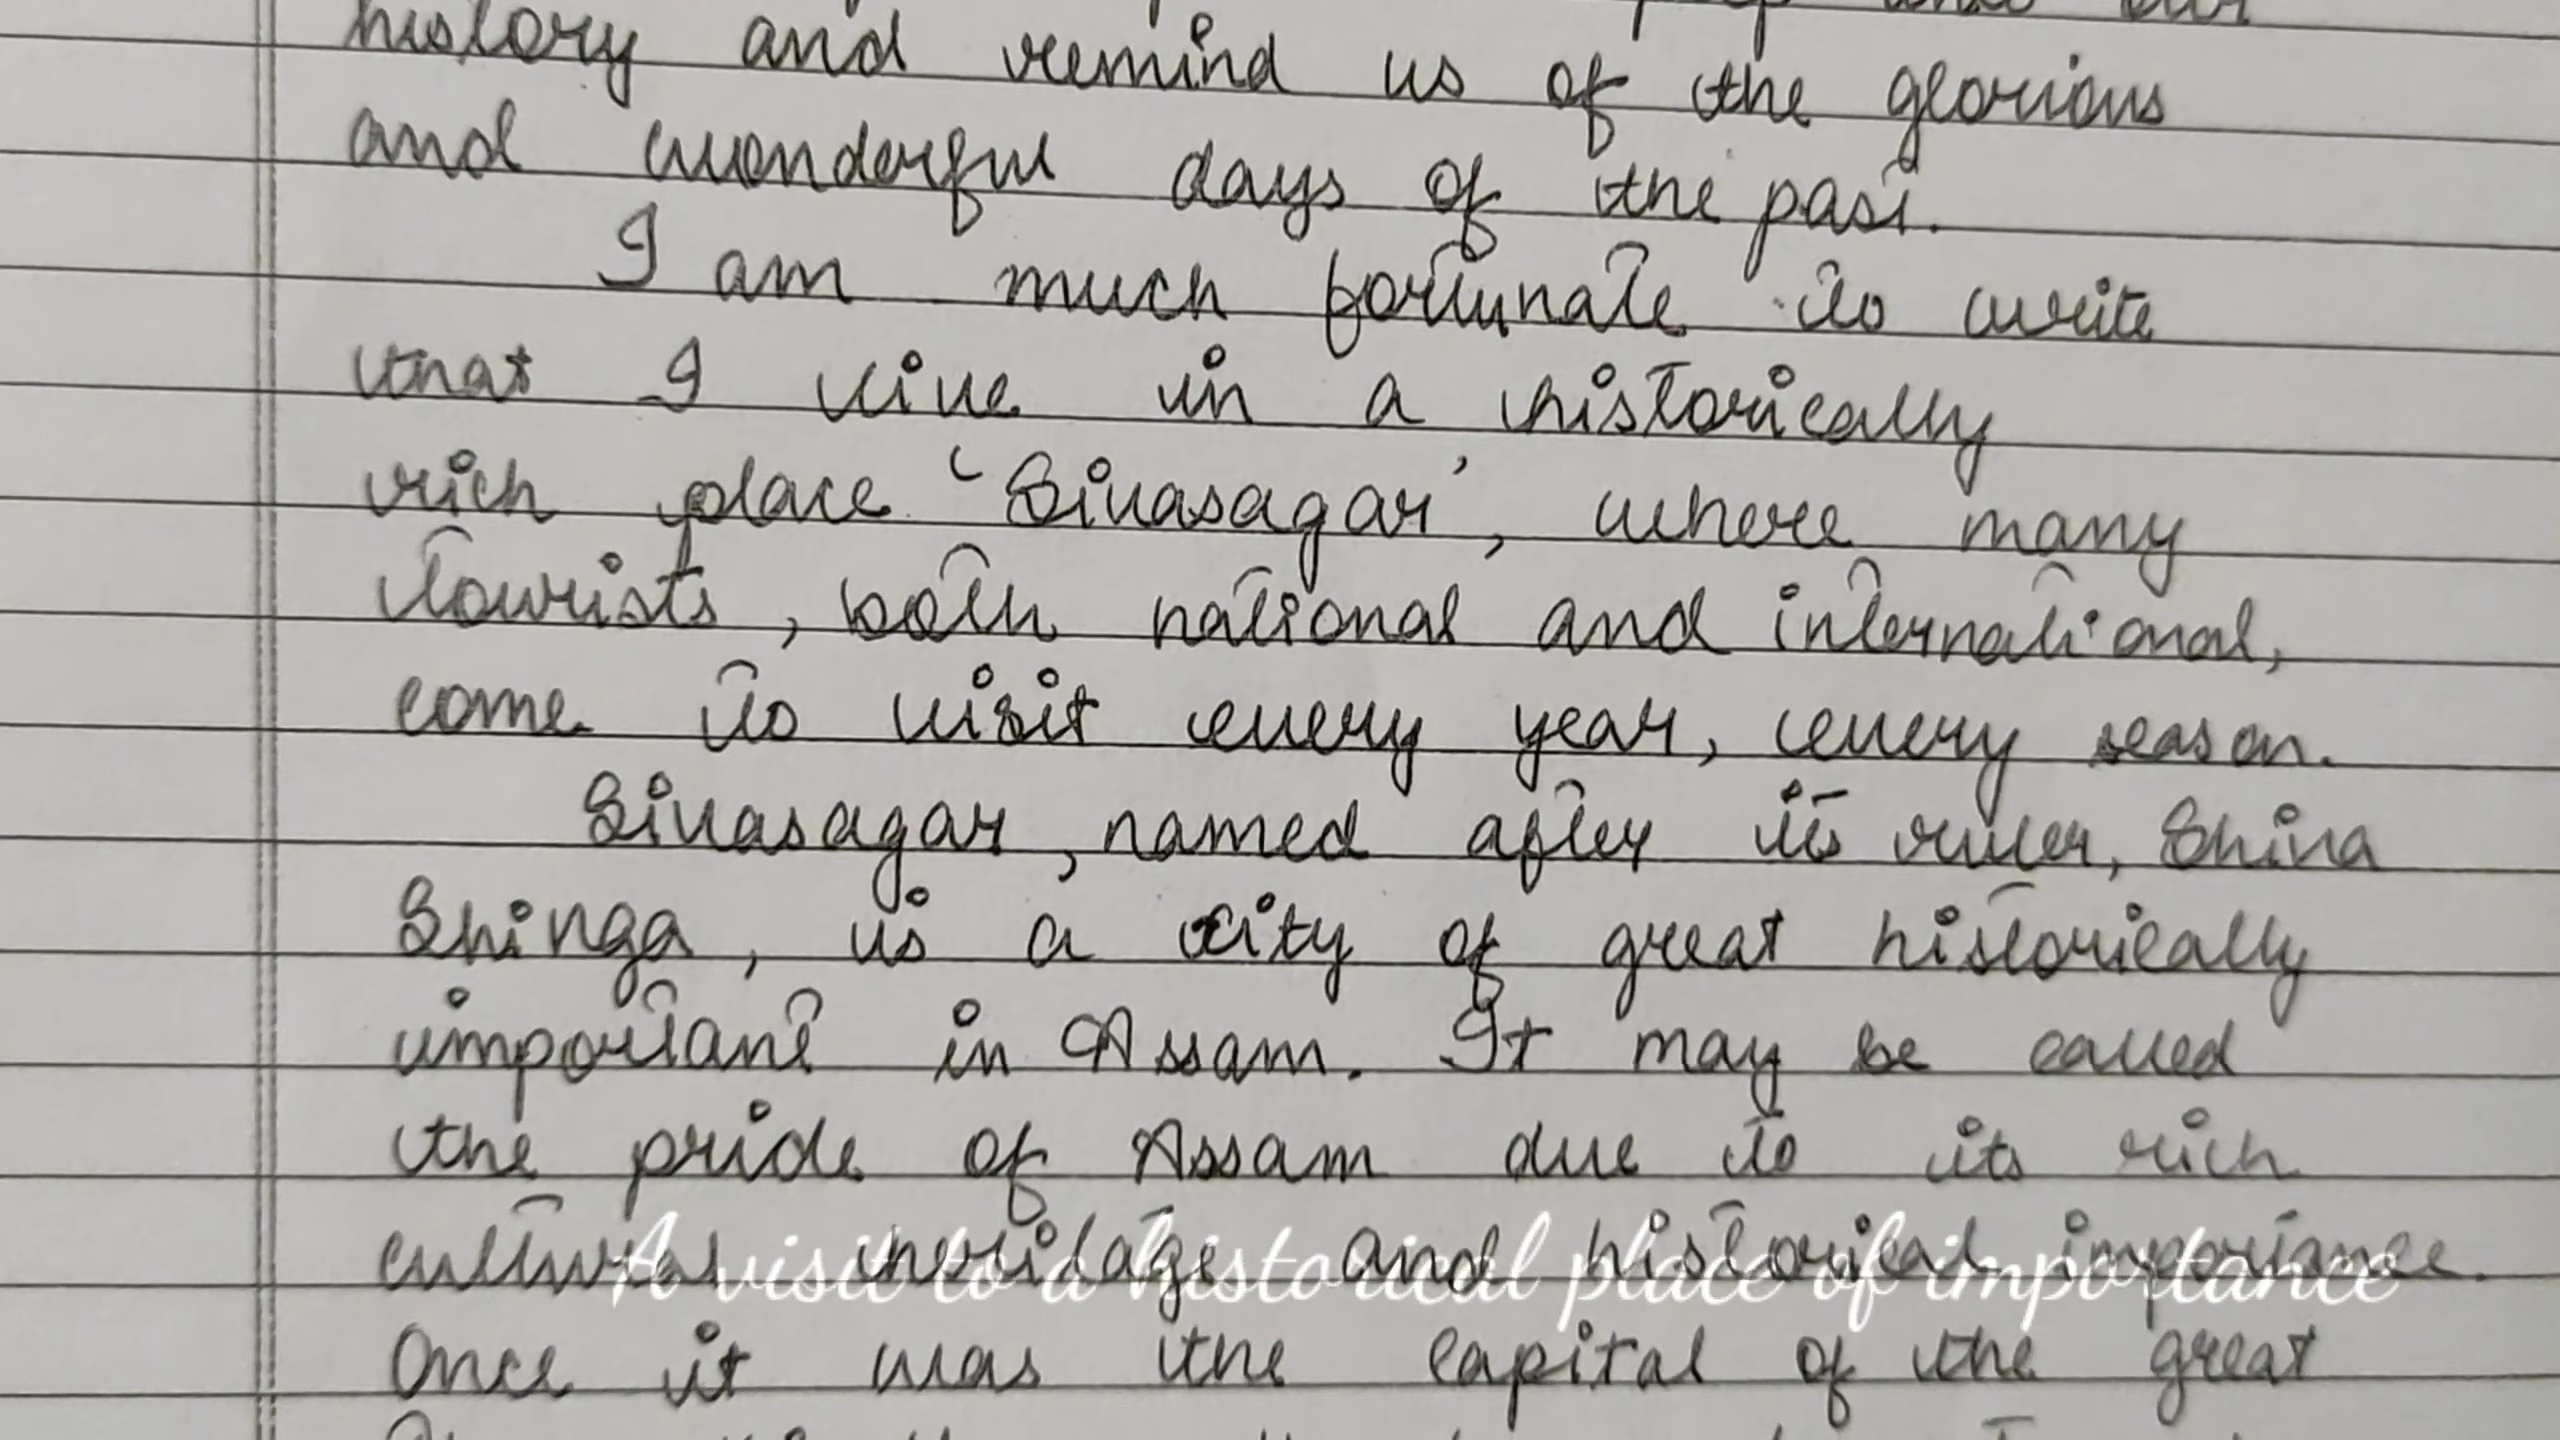 history and remind us of the glorious
and wonderful days of the past.
I am much fortunate to write
that I live in a historically
rich place 'Sivasagar', where many
tourists, both national and international,
come to visit every year, every season.
Sivasagar, named after its ruler, Shiva
Shinga, is a city of great historically
important in Assam. It may be called
the pride of Assam due to its rich
cultural heritage and historical importance.
A visit to a historical place of importance
Once it was the capital of the great